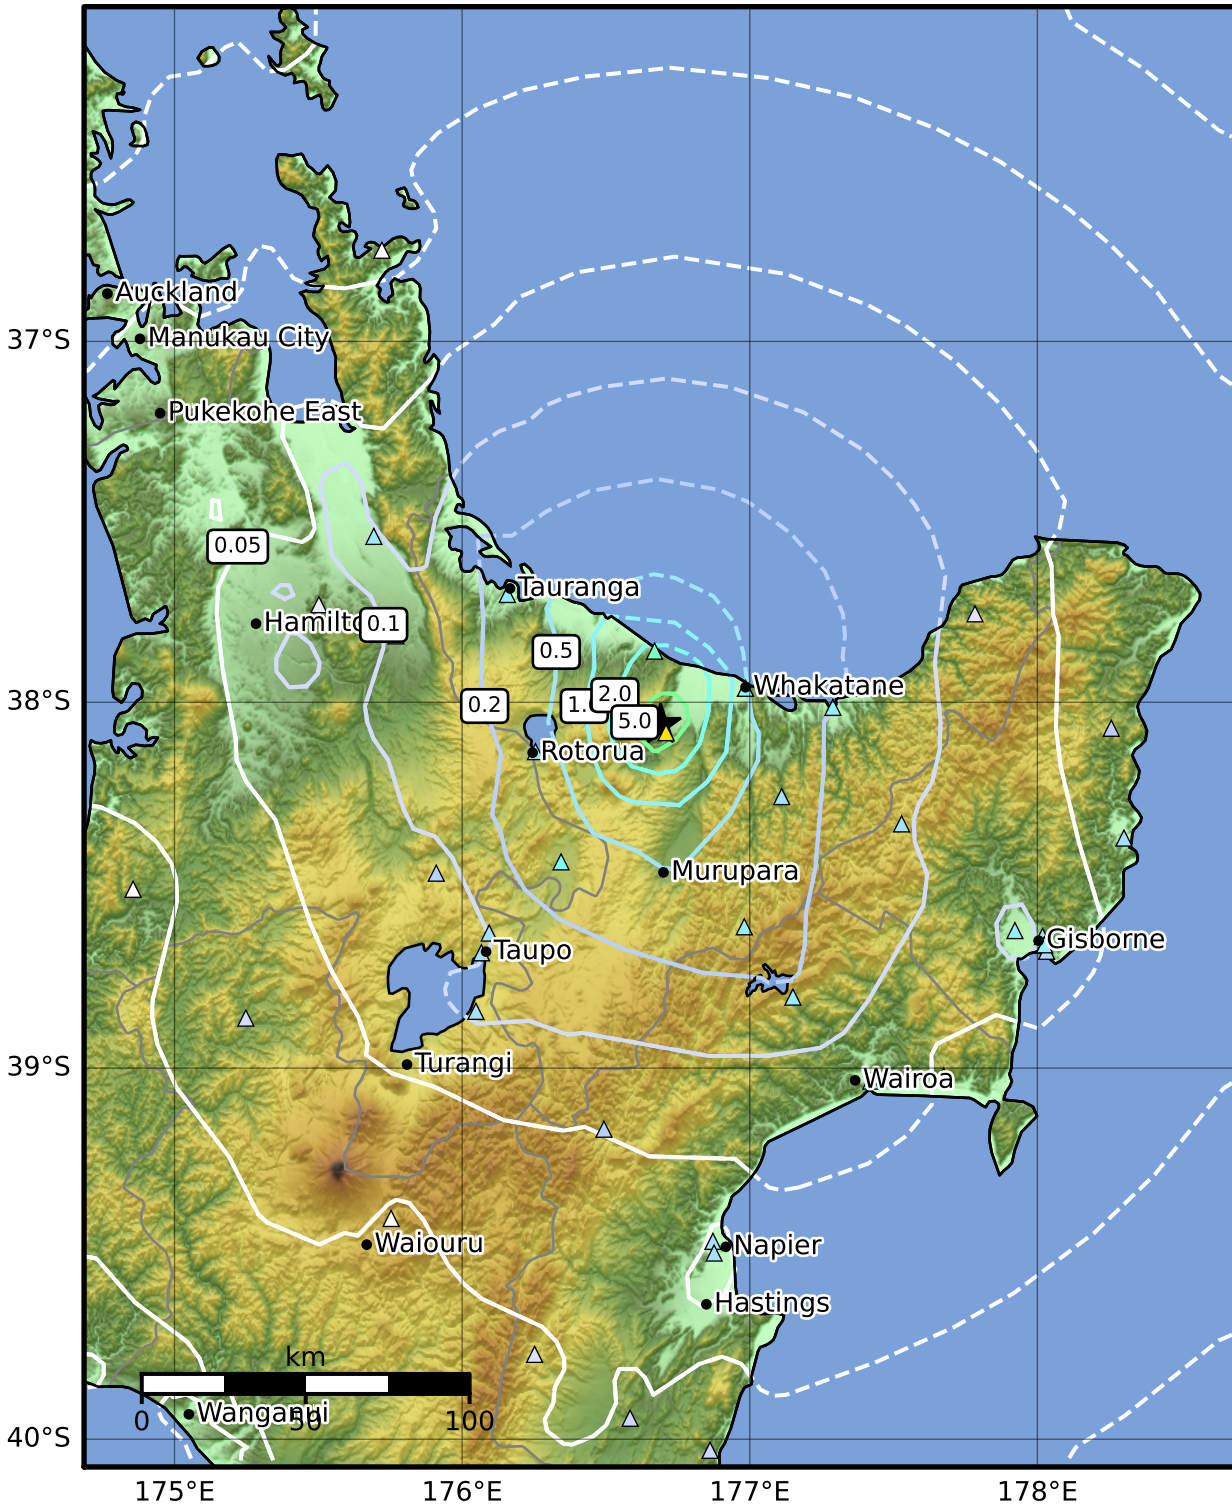 Auckland
Manukau City
37°S
Pukekohe East
0.05
Tauranga
Hamilto
0.1
0.5
Whakatane
2.0
38°S
0.2
1.
5.0
Rotorua
Murupara
Gisborne
Taupo
Turangi
39°S
Wairoa
Waiouru
Napier
Hastings
km
Wanganui
0
50
100
40°S
175°E
176°E
177°E
178°E